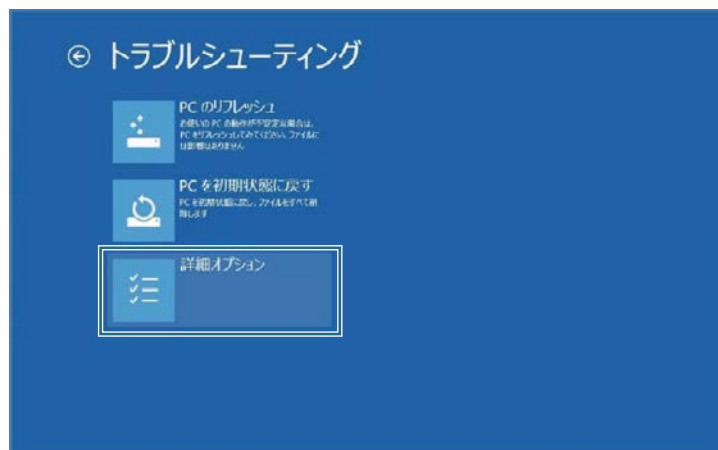 トラブルシューティング
PC のリフレッシュ
お使いの PC の動作が不安定な場合は、
PC をリフレッシュしてみてください。ファイルに
は影響はありません
PC を初期状態に戻す
PC を初期状態に戻し、ファイルをすべて削
除します
詳細オプション